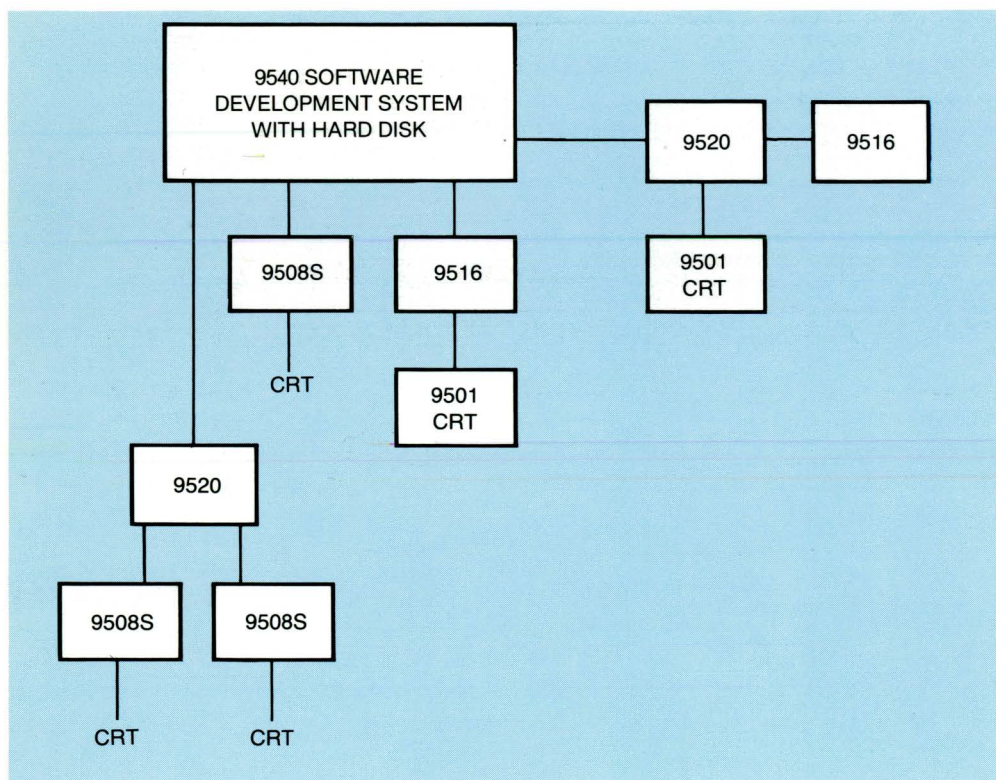 9540 SOFTWARE
DEVELOPMENT SYSTEM
WITH HARD DISK
9520
9516
9508S
9516
9501
CRT
CRT
9501
CRT
9520
9508S
9508S
CRT
CRT